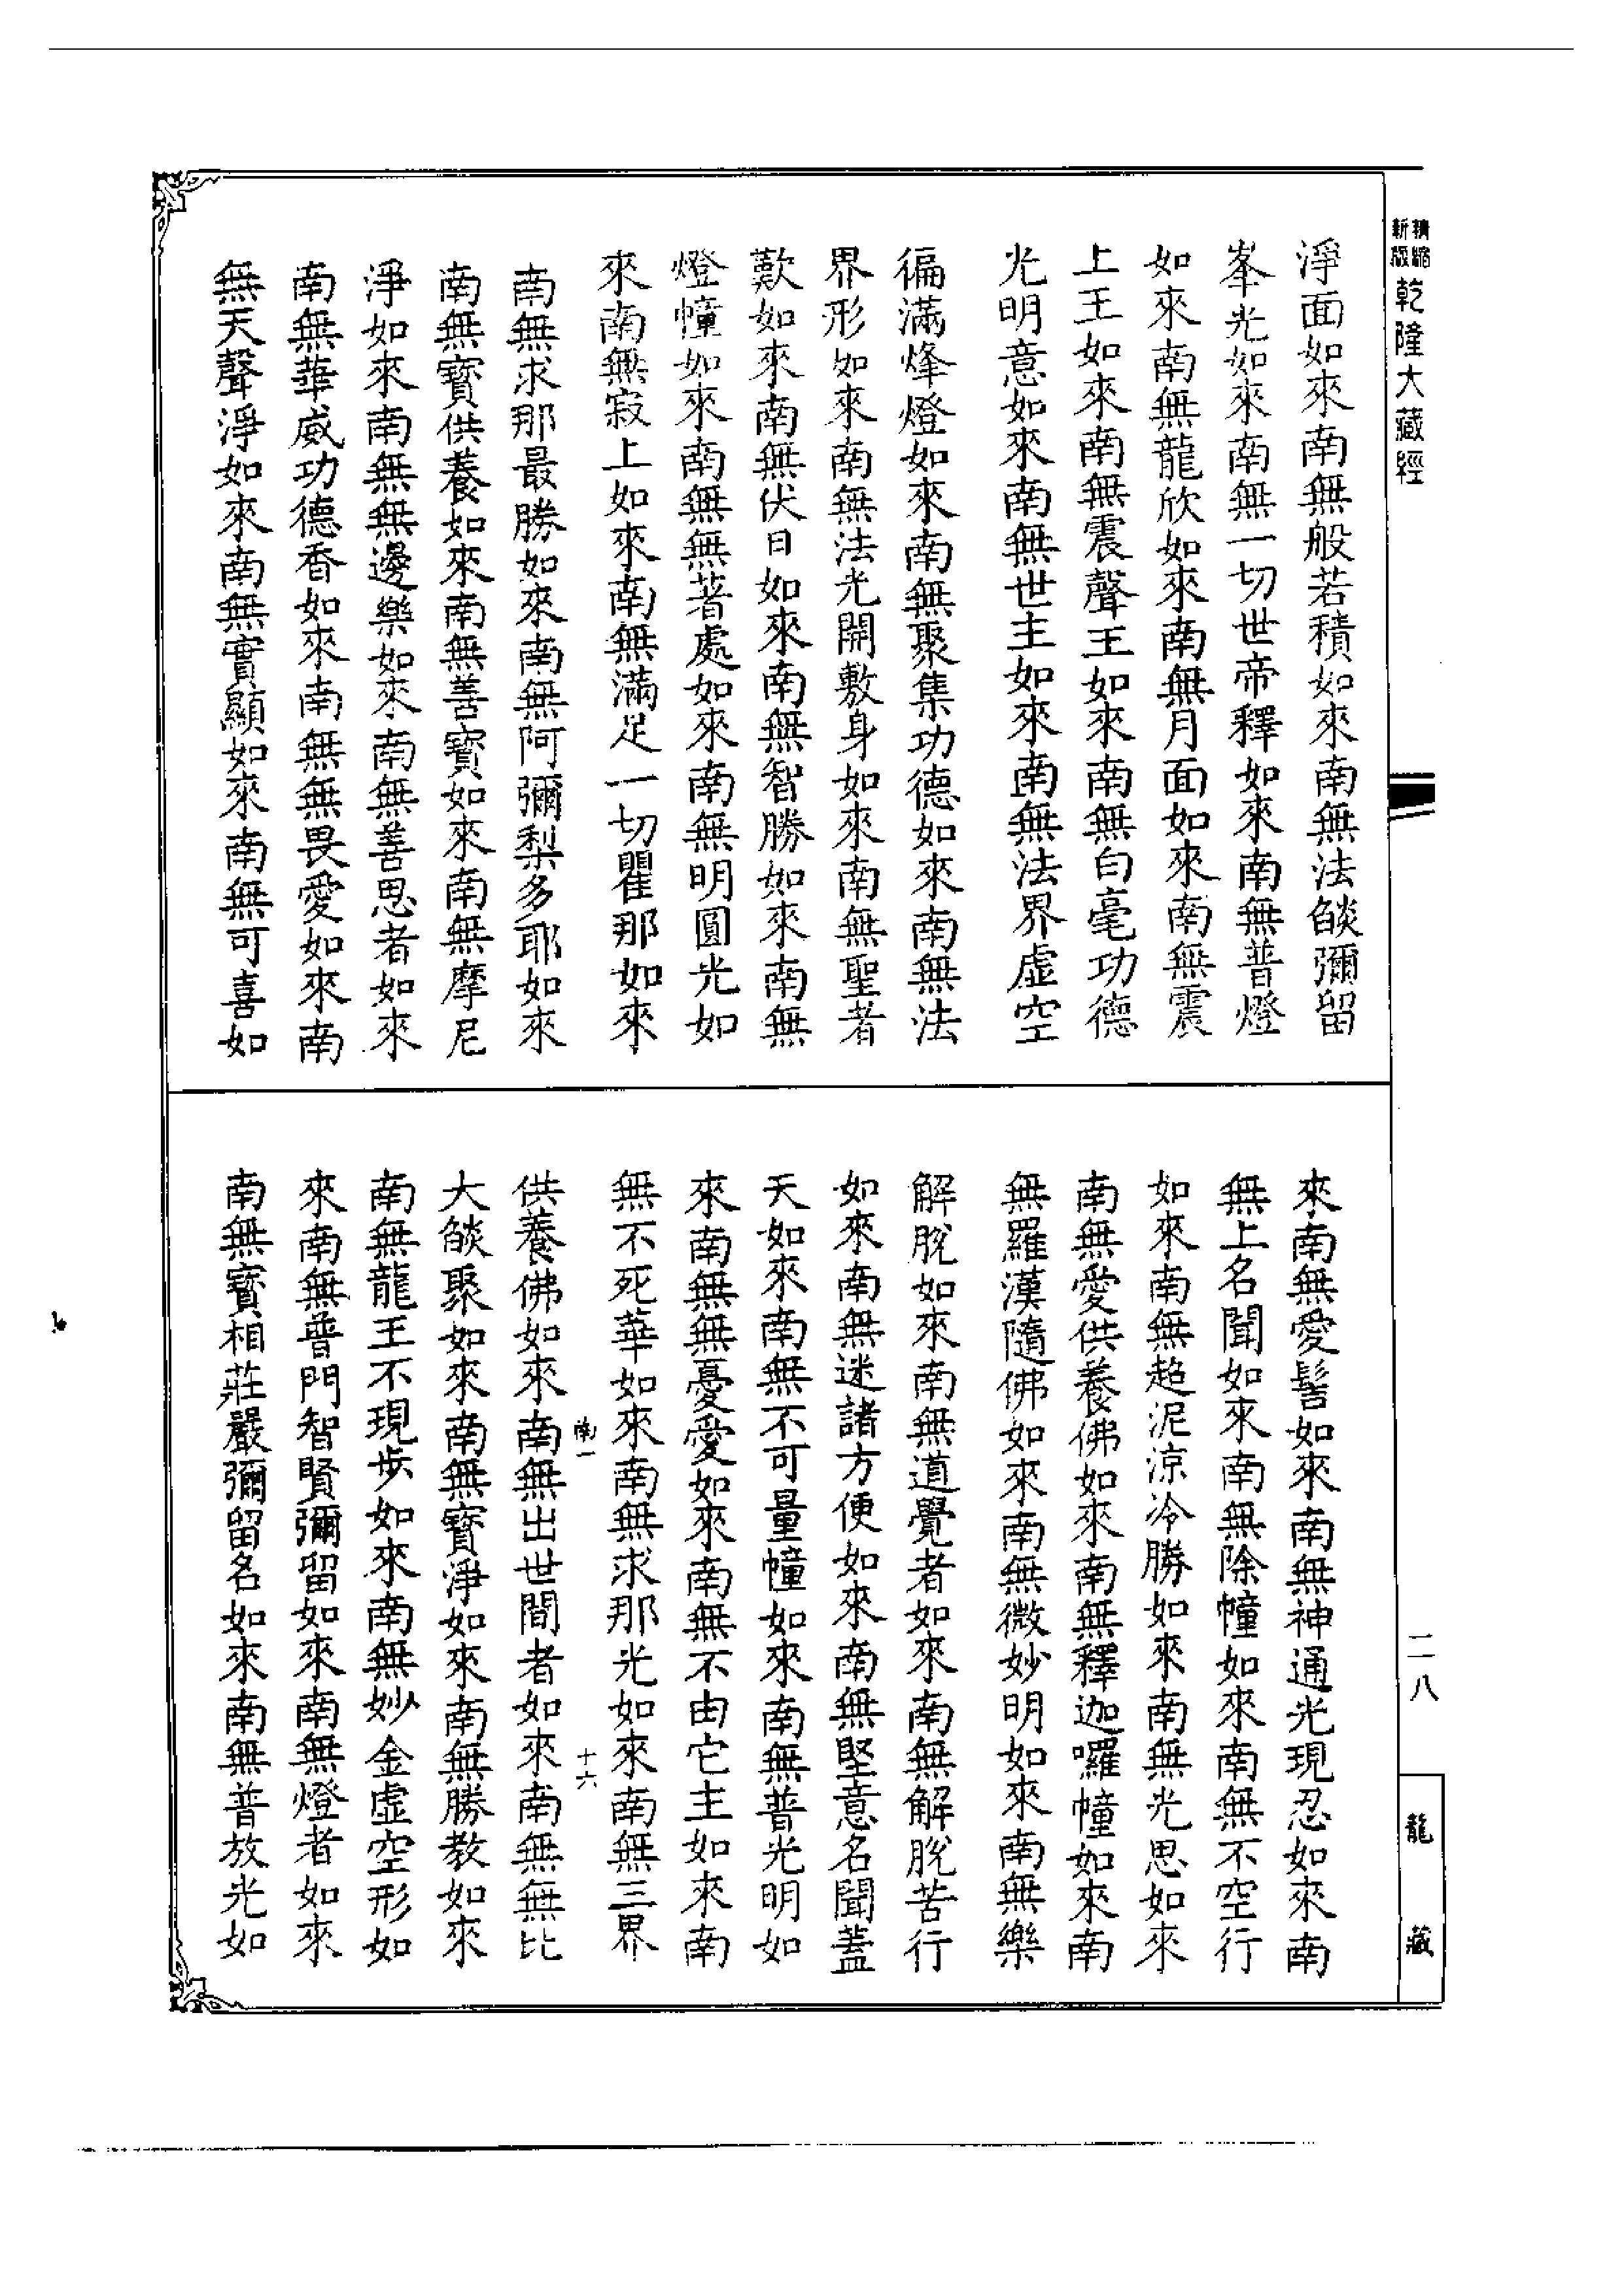 新版精縮乾隆大藏經
淨面如來南無般若積如來南無法燄彌留
峯光如來南無一切世帝釋如來南無普燈
如來南無龍欣如來南無月面如來南無震
上王如來南無震聲王如來南無白毫功德
光明意如來南無世主如來南無法界虛空
徧滿烽燈如來南無聚集功德如來南無法
界形如來南無法光開敷身如來南無聖者
歎如來南無伏日如來南無智勝如來南無
燈幢如來南無無著處如來南無明圓光如
來南無寂上如來南無滿足一切瞿那如來
南無求那最勝如來南無阿彌梨多耶如來
南無寶供養如來南無善寶如來南無摩尼
淨如來南無無邊樂如來南無善思者如來
南無華威功德香如來南無無畏愛如來南
無天聲淨如來南無實顯如來南無可喜如
來南無愛髻如來南無神通光現忍如來南
無上名聞如來南無除幢如來南無不空行
如來南無超泥涼冷勝如來南無光思如來
南無愛供養佛如來南無釋迦囉幢如來南
無羅漢隨佛如來南無微妙明如來南無樂
解脫如來南無道覺者如來南無解脫苦行
如來南無迷諸方便如來南無堅意名聞蓋
天如來南無不可量幢如來南無普光明如
來南無無憂愛如來南無不由它主如來南
無不死華如來南無求那光如來南無三界
南一 十六
供養佛如來南無出世間者如來南無無比
大燄聚如來南無寶淨如來南無勝教如來
南無龍王不現步如來南無妙金虛空形如
來南無普門智賢彌留如來南無燈者如來
南無寶相莊嚴彌留名如來南無普放光如
二八
龍藏